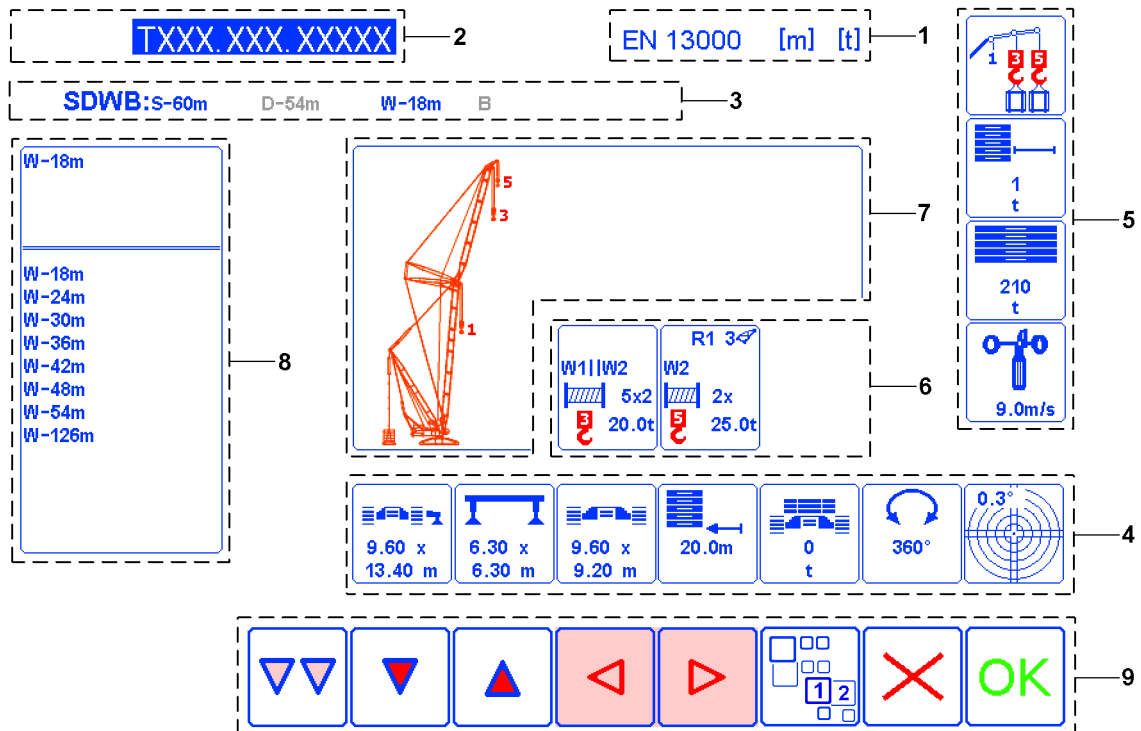 TXXX.XXX.XXXXX
2
EN 13000 [m] [t]
1
SDWB:S-60m D-54m W-18m B
3
W-18m
W-18m
W-24m
W-30m
W-36m
W-42m
W-48m
W-54m
W-126m
8
5
3
1
7
1
3 5
1
t
210
t
9.0m/s
5
W1||W2
5x2
3
20.0t
R1 3
W2
2x
5
25.0t
6
9.60 x
13.40 m
6.30 x
6.30 m
9.60 x
9.20 m
20.0m
0
t
360°
0.3°
4
1 2
OK
9